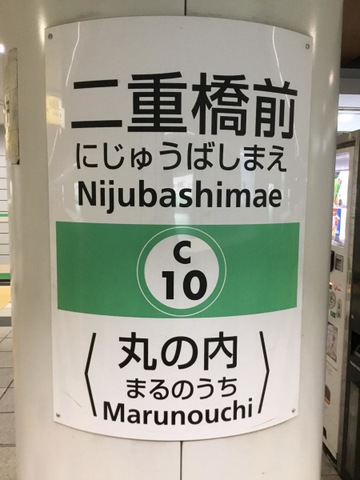 二重橋前
にじゅうばしまえ
Nijubashimae
C
10
〈丸の内
まるのうち
Marunouchi〉